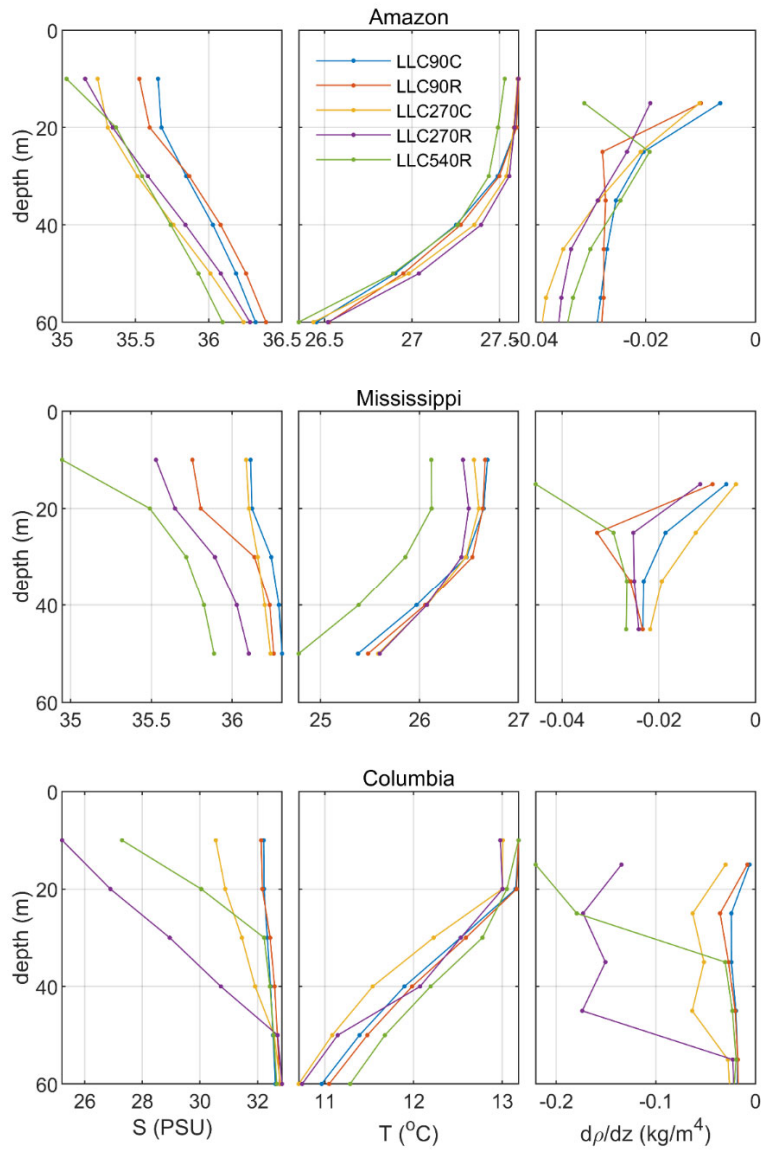 Amazon
0
20
40
60
depth (m)
35
35.5
36
36.5
LLC90C
LLC90R
LLC270C
LLC270R
LLC540R
26.5
27
27.5
-0.04
-0.02
0
Mississippi
0
20
40
60
depth (m)
35
35.5
36
25
26
27
-0.04
-0.02
0
Columbia
0
20
40
60
depth (m)
26
28
30
32
11
12
13
-0.2
-0.1
0
S (PSU)
T (°C)
dρ/dz (kg/m⁴)